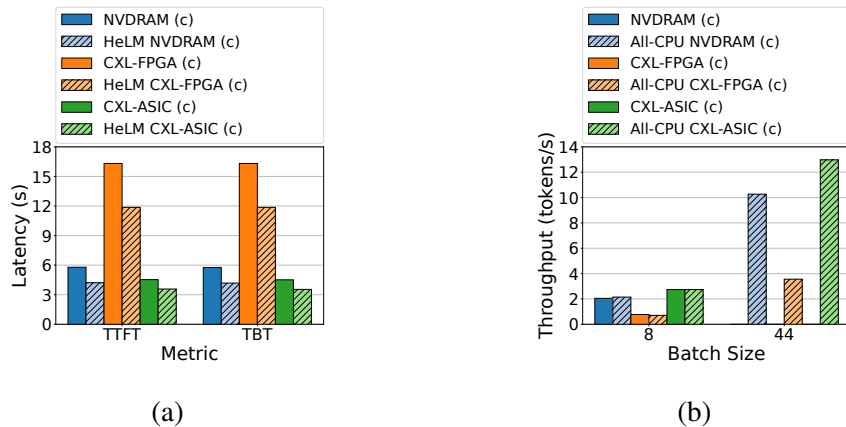 NVDRAM (c)
HeLM NVDRAM (c)
CXL-FPGA (c)
HeLM CXL-FPGA (c)
CXL-ASIC (c)
HeLM CXL-ASIC (c)
18
15
12
9
6
3
0
Latency (s)
TTFT TBT
Metric
(a)
NVDRAM (c)
All-CPU NVDRAM (c)
CXL-FPGA (c)
All-CPU CXL-FPGA (c)
CXL-ASIC (c)
All-CPU CXL-ASIC (c)
14
12
10
8
6
4
2
0
Throughput (tokens/s)
8 44
Batch Size
(b)